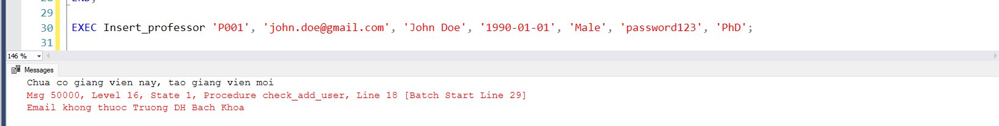 END;
29
30 EXEC Insert_professor 'P001', 'john.doe@gmail.com', 'John Doe', '1990-01-01', 'Male', 'password123', 'PhD';
31
146 %
Messages
Chua co giang vien nay, tao giang vien moi
Msg 50000, Level 16, State 1, Procedure check_add_user, Line 18 [Batch Start Line 29]
Email khong thuoc Truong DH Bach Khoa